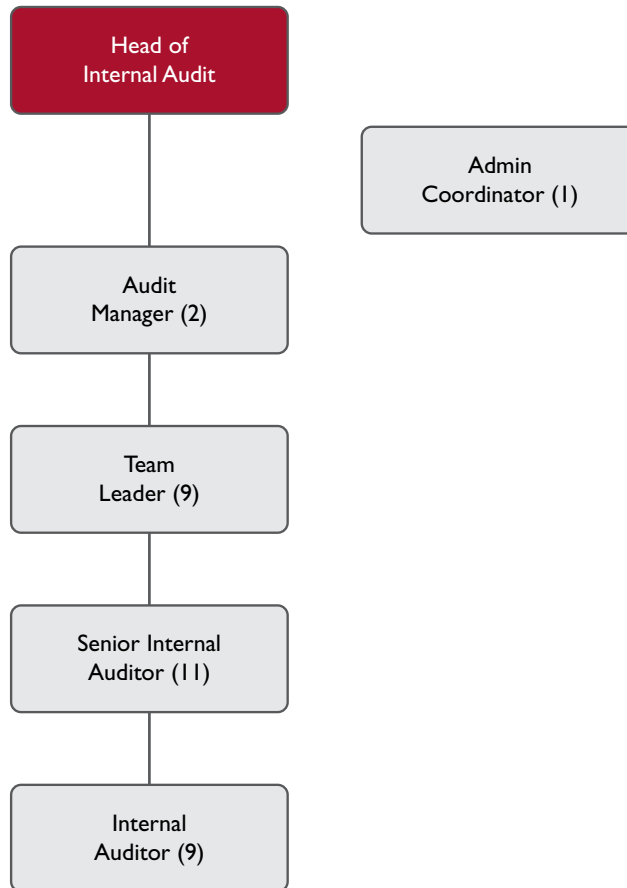 Head of
Internal Audit
Admin
Coordinator (1)
Audit
Manager (2)
Team
Leader (9)
Senior Internal
Auditor (11)
Internal
Auditor (9)